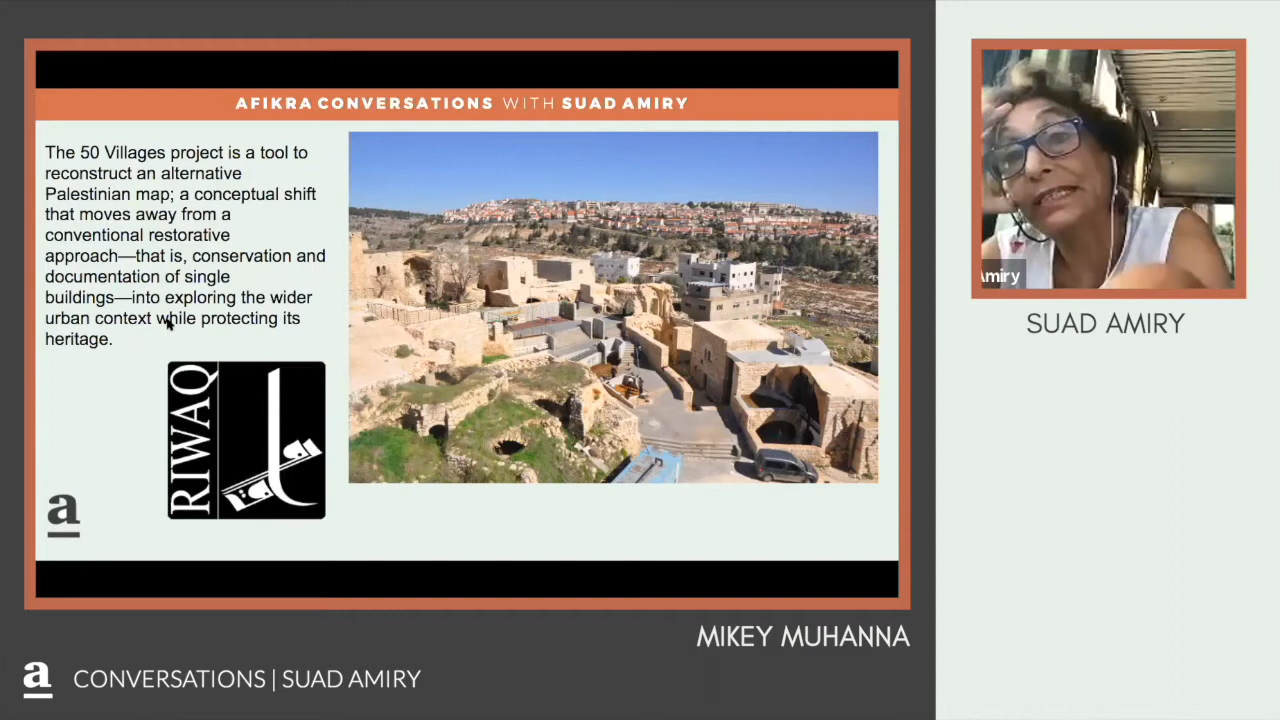 AFIKRA CONVERSATIONS WITH SUAD AMIRY
The 50 Villages project is a tool to
reconstruct an alternative
Palestinian map; a conceptual shift
that moves away from a
conventional restorative
approach—that is, conservation and
documentation of single
buildings—into exploring the wider
urban context while protecting its
heritage.
RIWAQ
a
Amiry
SUAD AMIRY
MIKEY MUHANNA
a CONVERSATIONS | SUAD AMIRY